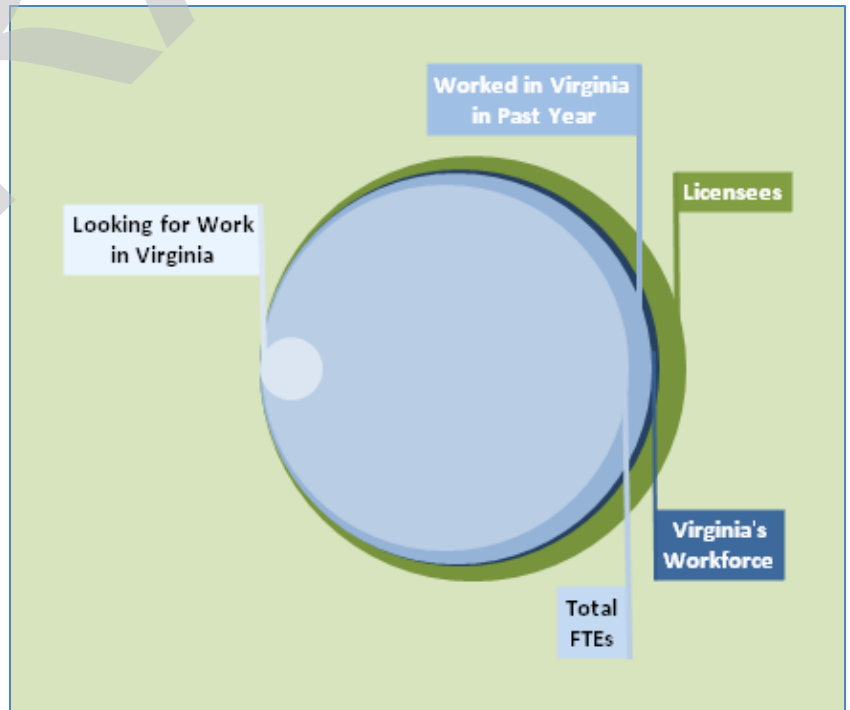 Worked in Virginia
in Past Year
Licensees
Looking for Work
in Virginia
Virginia's
Workforce
Total
FTEs